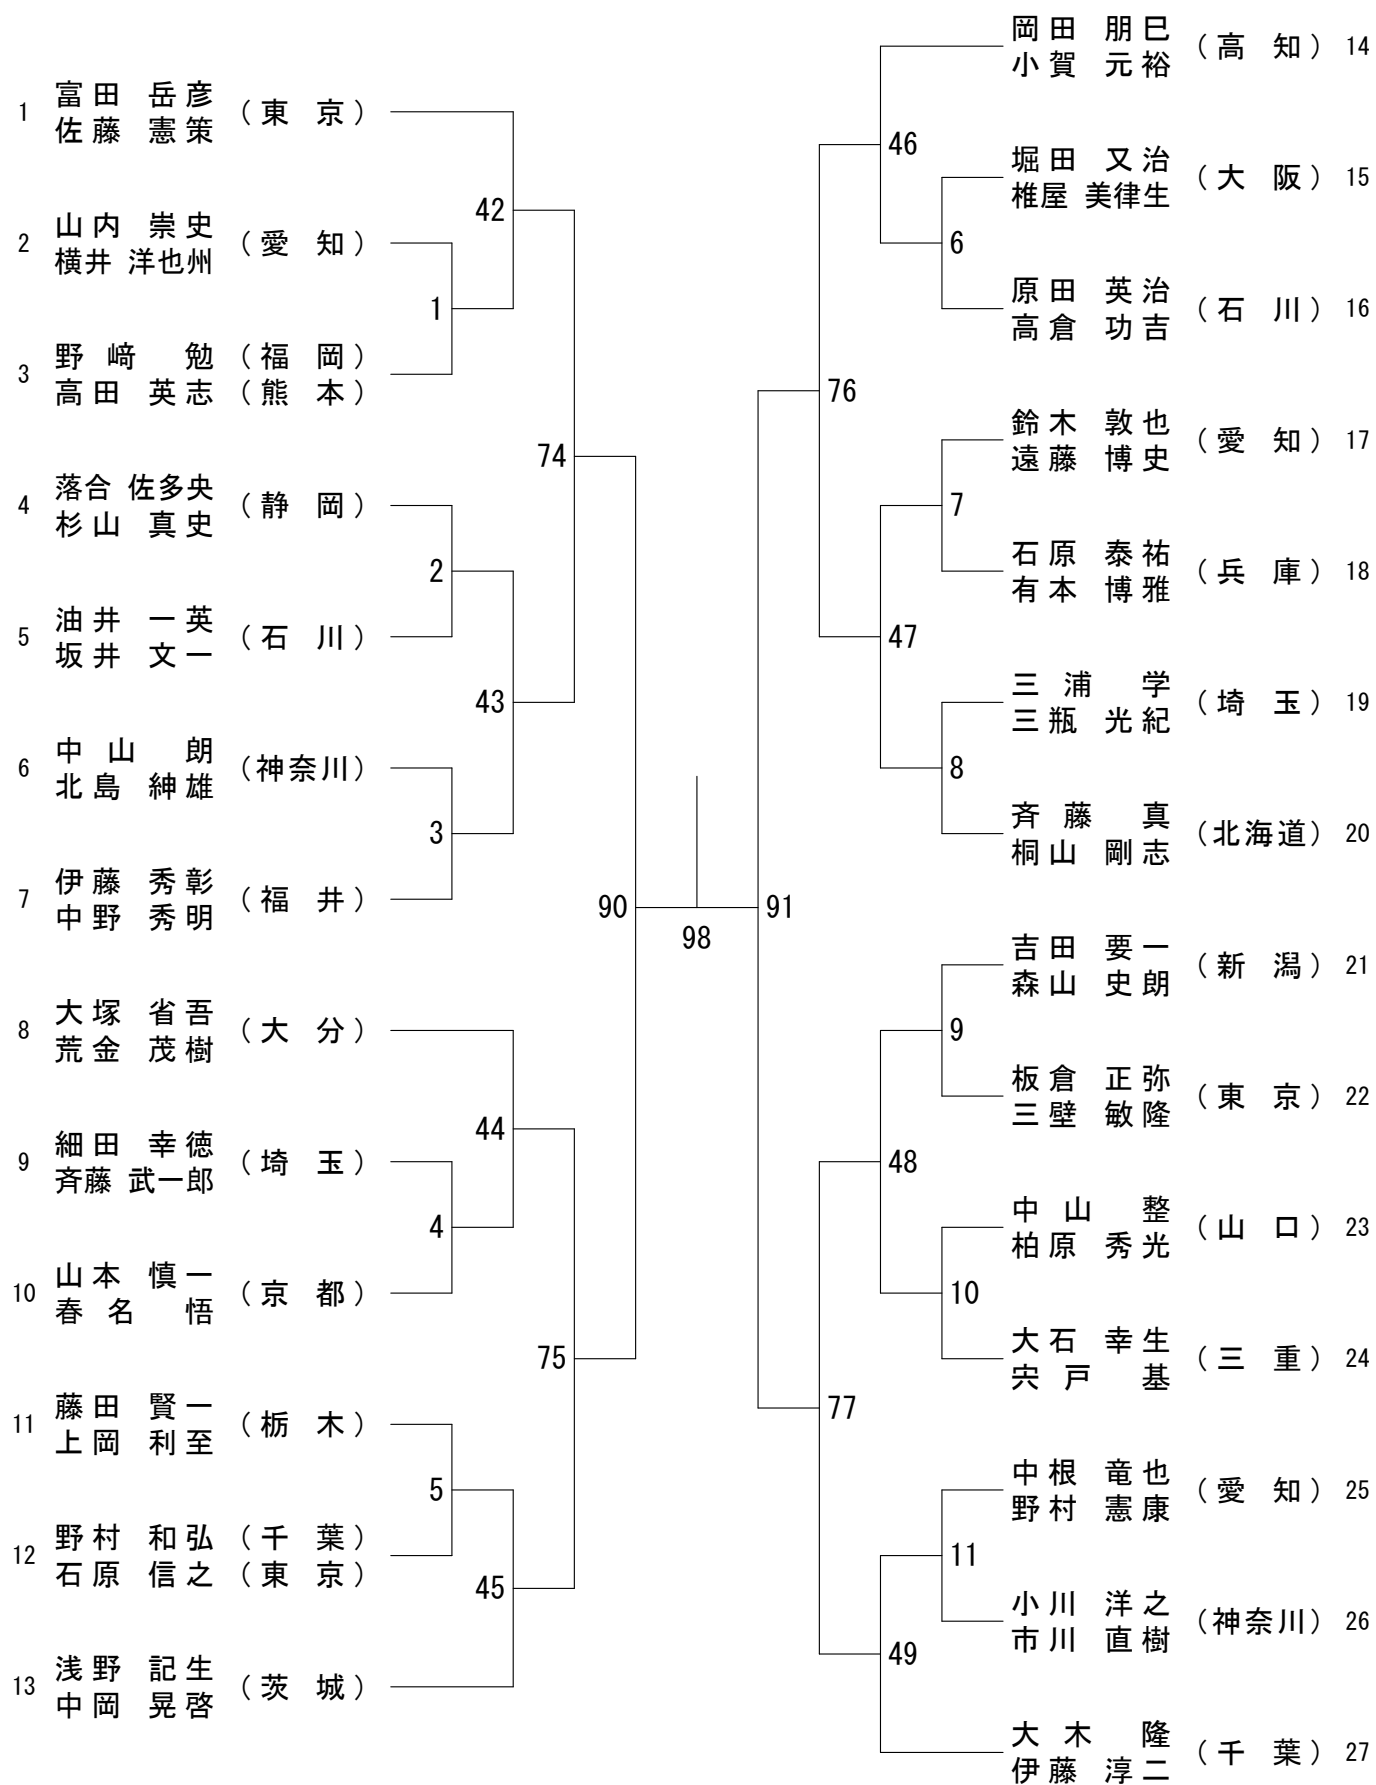 1 富田 岳彦 (東 京)
佐藤 憲策
2 山内 崇史 (愛 知)
横井 洋也州
3 野﨑 勉 (福 岡)
高田 英志 (熊 本)
4 落合 佐多央 (静 岡)
杉山 真史
5 油井 一英 (石 川)
坂井 文一
6 中山 朗 (神奈川)
北島 紳雄
7 伊藤 秀彰 (福 井)
中野 秀明
8 大塚 省吾 (大 分)
荒金 茂樹
9 細田 幸徳 (埼 玉)
斉藤 武一郎
10 山本 慎一 (京 都)
春名 悟
11 藤田 賢一 (栃 木)
上岡 利至
12 野村 和弘 (千 葉)
石原 信之 (東 京)
13 浅野 記生 (茨 城)
中岡 晃啓
42
1
74
2
43
3
90
44
4
75
5
45
98
91
46
6
76
7
47
8
9
48
10
77
11
49
岡田 朋巳 (高 知) 14
小賀 元裕
堀田 又治 (大 阪) 15
椎屋 美律生
原田 英治 (石 川) 16
高倉 功吉
鈴木 敦也 (愛 知) 17
遠藤 博史
石原 泰祐 (兵 庫) 18
有本 博雅
三浦 学 (埼 玉) 19
三瓶 光紀
斉藤 真 (北海道) 20
桐山 剛志
吉田 要一 (新 潟) 21
森山 史朗
板倉 正弥 (東 京) 22
三壁 敏隆
中山 整 (山 口) 23
柏原 秀光
大石 幸生 (三 重) 24
宍戸 基
中根 竜也 (愛 知) 25
野村 憲康
小川 洋之 (神奈川) 26
市川 直樹
大木 隆 (千 葉) 27
伊藤 淳二